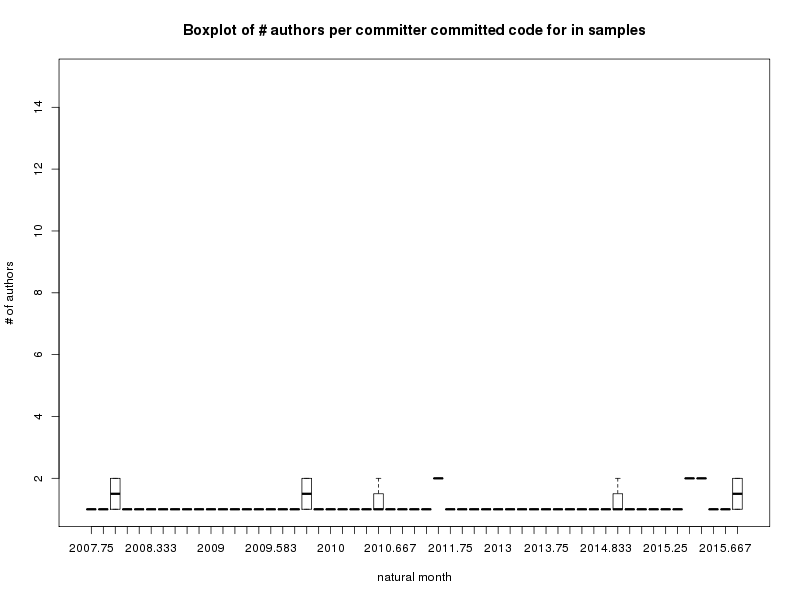 Boxplot of # authors per committer committed code for in samples
# of authors
14
12
10
8
6
4
2
2007.75 2008.333 2009 2009.583 2010 2010.667 2011.75 2013 2013.75 2014.833 2015.25 2015.667
natural month